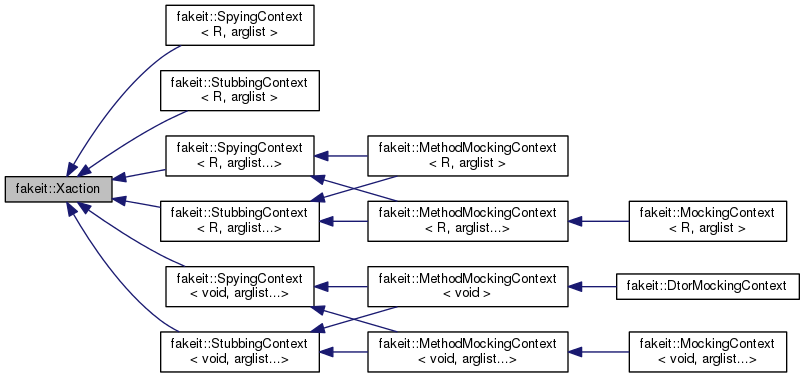 fakeit::SpyingContext
< R, arglist >
fakeit::StubbingContext
< R, arglist >
fakeit::SpyingContext
< R, arglist...>
fakeit::MethodMockingContext
< R, arglist >
fakeit::Xaction
fakeit::StubbingContext
< R, arglist...>
fakeit::MethodMockingContext
< R, arglist...>
fakeit::MockingContext
< R, arglist >
fakeit::SpyingContext
< void, arglist...>
fakeit::MethodMockingContext
< void >
fakeit::DtorMockingContext
fakeit::StubbingContext
< void, arglist...>
fakeit::MethodMockingContext
< void, arglist...>
fakeit::MockingContext
< void, arglist...>